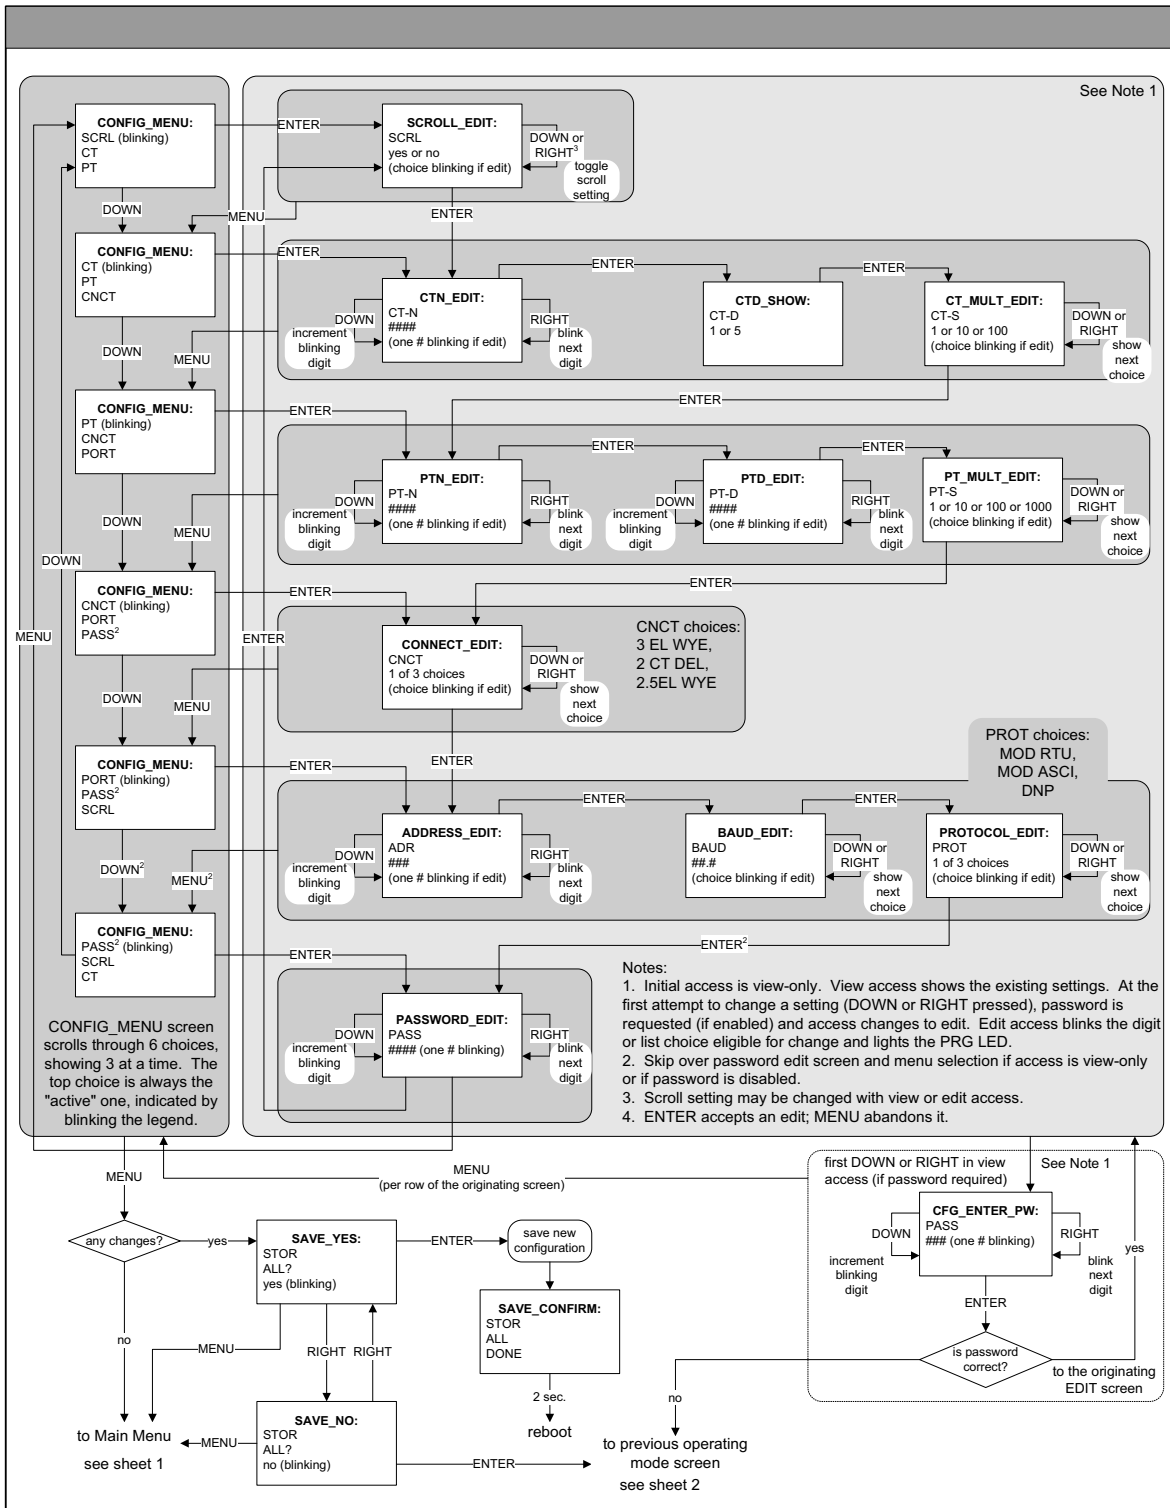 See Note 1
CONFIG_MENU:
SCRL (blinking)
CT
PT
ENTER
SCROLL_EDIT:
SCRL
yes or no
(choice blinking if edit)
DOWN or
RIGHT³
toggle
scroll
setting
DOWN
MENU
ENTER
CONFIG_MENU:
CT (blinking)
PT
CNCT
ENTER
ENTER
ENTER
CTN_EDIT:
CT-N
####
(one # blinking if edit)
DOWN
increment
blinking
digit
RIGHT
blink
next
digit
CTD_SHOW:
CT-D
1 or 5
CT_MULT_EDIT:
CT-S
1 or 10 or 100
(choice blinking if edit)
DOWN or
RIGHT
show
next
choice
DOWN
MENU
ENTER
CONFIG_MENU:
PT (blinking)
CNCT
PORT
ENTER
ENTER
ENTER
PTN_EDIT:
PT-N
####
(one # blinking if edit)
DOWN
increment
blinking
digit
RIGHT
blink
next
digit
PTD_EDIT:
PT-D
####
(one # blinking if edit)
DOWN
increment
blinking
digit
RIGHT
blink
next
digit
PT_MULT_EDIT:
PT-S
1 or 10 or 100 or 1000
(choice blinking if edit)
DOWN or
RIGHT
show
next
choice
DOWN
MENU
DOWN
ENTER
CONFIG_MENU:
CNCT (blinking)
PORT
PASS²
ENTER
MENU
ENTER
CONNECT_EDIT:
CNCT
1 of 3 choices
(choice blinking if edit)
DOWN or
RIGHT
show
next
choice
CNCT choices:
3 EL WYE,
2 CT DEL,
2.5EL WYE
DOWN
MENU
ENTER
PROT choices:
MOD RTU,
MOD ASCI,
DNP
CONFIG_MENU:
PORT (blinking)
PASS²
SCRL
ENTER
ENTER
ENTER
ADDRESS_EDIT:
ADR
###
(one # blinking if edit)
DOWN
increment
blinking
digit
RIGHT
blink
next
digit
BAUD_EDIT:
BAUD
##.#
(choice blinking if edit)
DOWN or
RIGHT
show
next
choice
PROTOCOL_EDIT:
PROT
1 of 3 choices
(choice blinking if edit)
DOWN or
RIGHT
show
next
choice
DOWN²
MENU²
ENTER²
CONFIG_MENU:
PASS² (blinking)
SCRL
CT
ENTER
PASSWORD_EDIT:
PASS
#### (one # blinking)
DOWN
increment
blinking
digit
RIGHT
blink
next
digit
CONFIG_MENU screen
scrolls through 6 choices,
showing 3 at a time. The
top choice is always the
"active" one, indicated by
blinking the legend.
Notes:
1. Initial access is view-only. View access shows the existing settings. At the
first attempt to change a setting (DOWN or RIGHT pressed), password is
requested (if enabled) and access changes to edit. Edit access blinks the digit
or list choice eligible for change and lights the PRG LED.
2. Skip over password edit screen and menu selection if access is view-only
or if password is disabled.
3. Scroll setting may be changed with view or edit access.
4. ENTER accepts an edit; MENU abandons it.
MENU
MENU
(per row of the originating screen)
first DOWN or RIGHT in view
access (if password required)
See Note 1
CFG_ENTER_PW:
PASS
### (one # blinking)
DOWN
increment
blinking
digit
RIGHT
blink
next
digit
yes
ENTER
is password
correct?
to the originating
EDIT screen
no
to previous operating
mode screen
see sheet 2
any changes?
yes
no
SAVE_YES:
STOR
ALL?
yes (blinking)
ENTER
save new
configuration
SAVE_CONFIRM:
STOR
ALL
DONE
2 sec.
reboot
MENU
RIGHT
RIGHT
SAVE_NO:
STOR
ALL?
no (blinking)
MENU
ENTER
to Main Menu
see sheet 1